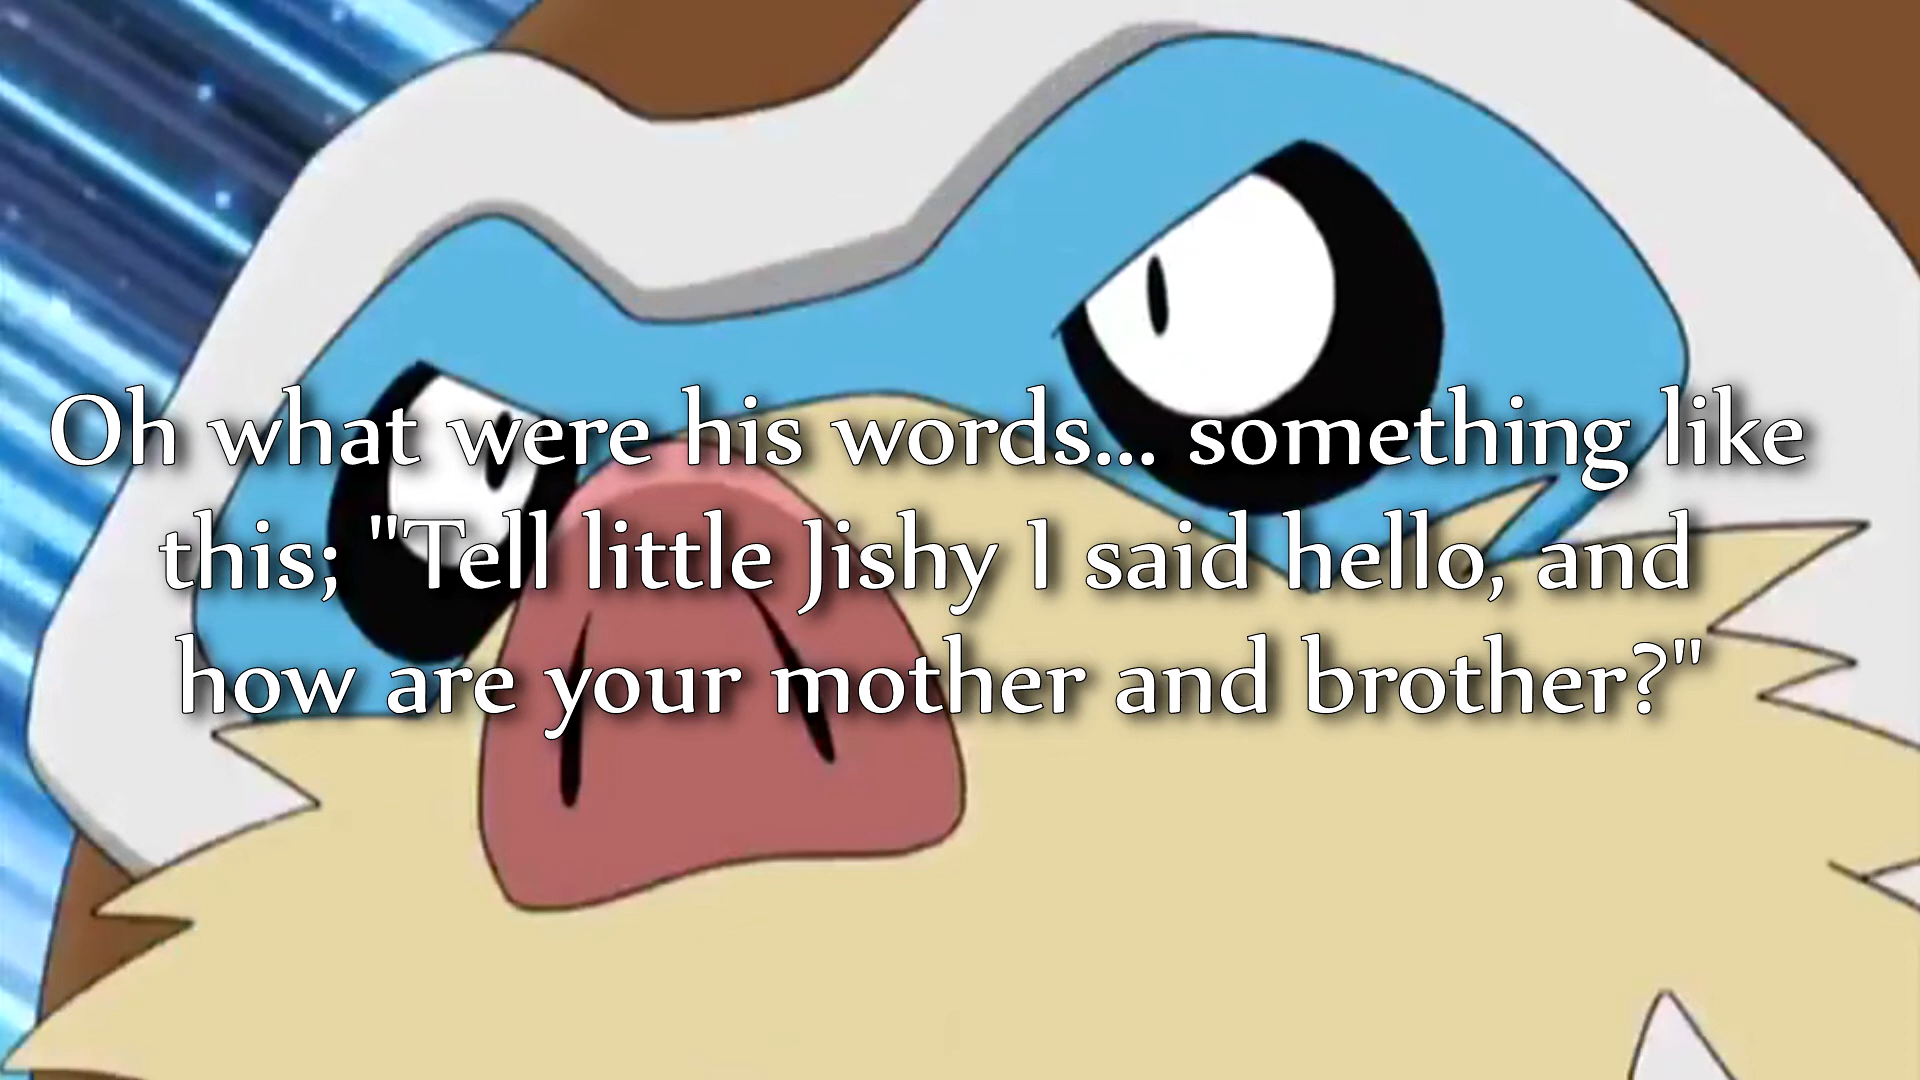 Oh what were his words... something like
this; "Tell little Jishy I said hello, and
how are your mother and brother?"